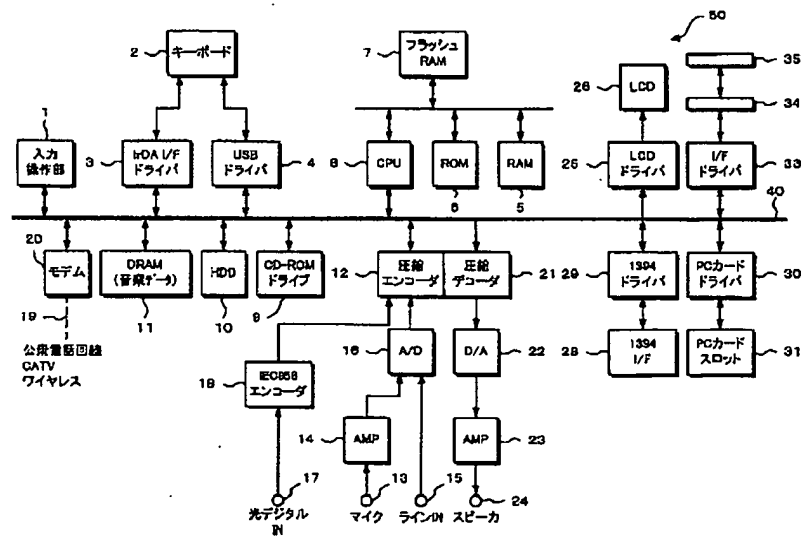 50
2
キーボード
7
フラッシュ
RAM
35
26
LCD
34
1
入力
操作部
3
IrDA I/F
ドライバ
USB
ドライバ
4
8
CPU
ROM
6
RAM
5
25
LCD
ドライバ
I/F
ドライバ
33
40
20
モデム
DRAM
(音楽データ)
11
HDD
10
CD-ROM
ドライブ
9
12
圧縮
エンコーダ
圧縮
デコーダ
21
29
1394
ドライバ
PCカード
ドライバ
30
19
公衆電話回線
CATV
ワイヤレス
18
IEC958
エンコーダ
16
A/D
D/A
22
28
1394
I/F
PCカード
スロット
31
14
AMP
AMP
23
17
光デジタル
IN
13
マイク
15
ラインIN
24
スピーカ